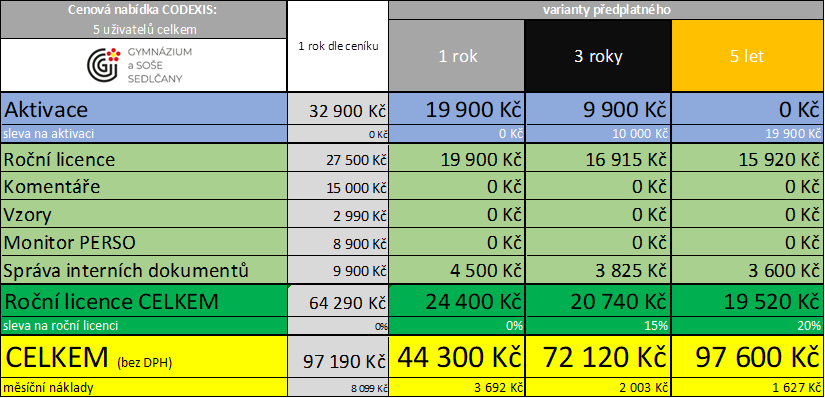 Cenová nabídka CODEXIS: varianty předplatného
5 uživatelů celkem
GYMNÁZIUM
a SOŠE
SEDLČANY
1 rok dle ceníku 1 rok 3 roky 5 let
Aktivace 32 900 Kč 19 900 Kč 9 900 Kč 0 Kč
sleva na aktivaci 0 Kč 0 Kč 10 000 Kč 19 900 Kč
Roční licence 27 500 Kč 19 900 Kč 16 915 Kč 15 920 Kč
Komentáře 15 000 Kč 0 Kč 0 Kč 0 Kč
Vzory 2 990 Kč 0 Kč 0 Kč 0 Kč
Monitor PERSO 8 900 Kč 0 Kč 0 Kč 0 Kč
Správa interních dokumentů 9 900 Kč 4 500 Kč 3 825 Kč 3 600 Kč
Roční licence CELKEM 64 290 Kč 24 400 Kč 20 740 Kč 19 520 Kč
sleva na roční licenci 0% 0% 15% 20%
CELKEM (bez DPH) 97 190 Kč 44 300 Kč 72 120 Kč 97 600 Kč
měsíční náklady 8 099 Kč 3 692 Kč 2 003 Kč 1 627 Kč